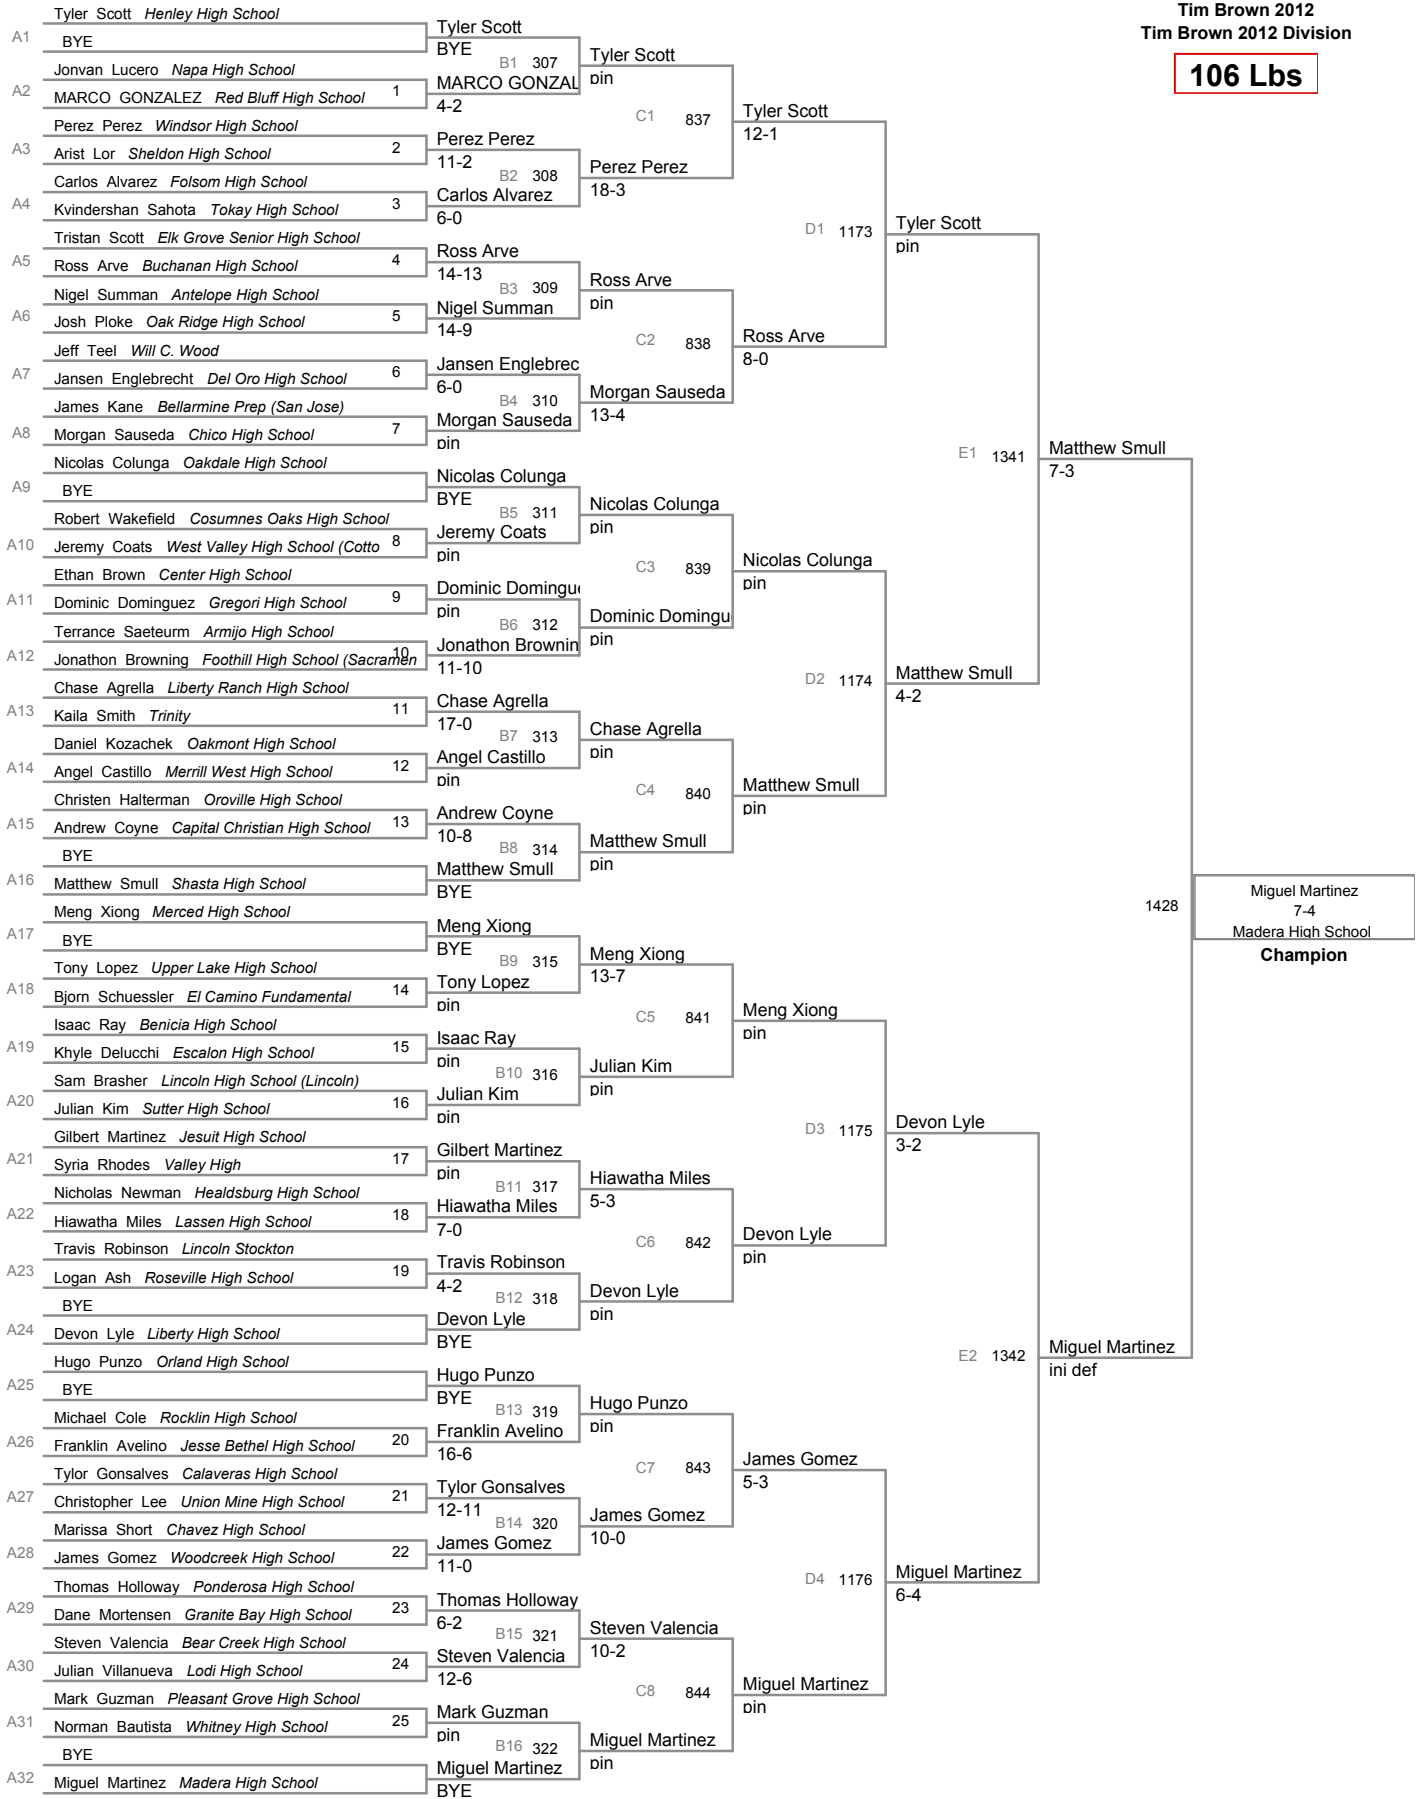 Tim Brown 2012
Tim Brown 2012 Division
106 Lbs
A1
Tyler Scott Henley High School
BYE
A2
Jonvan Lucero Napa High School
MARCO GONZALEZ Red Bluff High School 1
A3
Perez Perez Windsor High School
Arist Lor Sheldon High School 2
A4
Carlos Alvarez Folsom High School
Kvindershan Sahota Tokay High School 3
A5
Tristan Scott Elk Grove Senior High School
Ross Arve Buchanan High School 4
A6
Nigel Summan Antelope High School
Josh Ploke Oak Ridge High School 5
A7
Jeff Teel Will C. Wood
Jansen Englebrecht Del Oro High School 6
A8
James Kane Bellarmine Prep (San Jose)
Morgan Sauseda Chico High School 7
A9
Nicolas Colunga Oakdale High School
BYE
A10
Robert Wakefield Cosumnes Oaks High School
Jeremy Coats West Valley High School (Cotto 8
A11
Ethan Brown Center High School
Dominic Dominguez Gregori High School 9
A12
Terrance Saeteurm Armijo High School
Jonathon Browning Foothill High School (Sacramen 10
A13
Chase Agrella Liberty Ranch High School
Kaila Smith Trinity 11
A14
Daniel Kozachek Oakmont High School
Angel Castillo Merrill West High School 12
A15
Christen Halterman Oroville High School
Andrew Coyne Capital Christian High School 13
A16
BYE
Matthew Smull Shasta High School
A17
Meng Xiong Merced High School
BYE
A18
Tony Lopez Upper Lake High School
Bjorn Schuessler El Camino Fundamental 14
A19
Isaac Ray Benicia High School
Khyle Delucchi Escalon High School 15
A20
Sam Brasher Lincoln High School (Lincoln)
Julian Kim Sutter High School 16
A21
Gilbert Martinez Jesuit High School
Syria Rhodes Valley High 17
A22
Nicholas Newman Healdsburg High School
Hiawatha Miles Lassen High School 18
A23
Travis Robinson Lincoln Stockton
Logan Ash Roseville High School 19
A24
BYE
Devon Lyle Liberty High School
A25
Hugo Punzo Orland High School
BYE
A26
Michael Cole Rocklin High School
Franklin Avelino Jesse Bethel High School 20
A27
Tylor Gonsalves Calaveras High School
Christopher Lee Union Mine High School 21
A28
Marissa Short Chavez High School
James Gomez Woodcreek High School 22
A29
Thomas Holloway Ponderosa High School
Dane Mortensen Granite Bay High School 23
A30
Steven Valencia Bear Creek High School
Julian Villanueva Lodi High School 24
A31
Mark Guzman Pleasant Grove High School
Norman Bautista Whitney High School 25
A32
BYE
Miguel Martinez Madera High School
Tyler Scott
BYE
B1 307
MARCO GONZAL
4-2
Perez Perez
11-2
B2 308
Carlos Alvarez
6-0
Ross Arve
14-13
B3 309
Nigel Summan
14-9
Jansen Englebrec
6-0
B4 310
Morgan Sauseda
pin
Nicolas Colunga
BYE
B5 311
Jeremy Coats
pin
Dominic Domingue
pin
B6 312
Jonathon Brownin
11-10
Chase Agrella
17-0
B7 313
Angel Castillo
pin
Andrew Coyne
10-8
B8 314
Matthew Smull
BYE
Meng Xiong
BYE
B9 315
Tony Lopez
pin
Isaac Ray
pin
B10 316
Julian Kim
pin
Gilbert Martinez
pin
B11 317
Hiawatha Miles
7-0
Travis Robinson
4-2
B12 318
Devon Lyle
BYE
Hugo Punzo
BYE
B13 319
Franklin Avelino
16-6
Tylor Gonsalves
12-11
B14 320
James Gomez
11-0
Thomas Holloway
6-2
B15 321
Steven Valencia
12-6
Mark Guzman
pin
B16 322
Miguel Martinez
BYE
Tyler Scott
pin
C1 837
Perez Perez
18-3
Ross Arve
pin
C2 838
Morgan Sauseda
13-4
Nicolas Colunga
pin
C3 839
Dominic Domingu
pin
Chase Agrella
pin
C4 840
Matthew Smull
pin
Meng Xiong
13-7
C5 841
Julian Kim
pin
Hiawatha Miles
5-3
C6 842
Devon Lyle
pin
Hugo Punzo
pin
C7 843
James Gomez
10-0
Steven Valencia
10-2
C8 844
Miguel Martinez
pin
Tyler Scott
12-1
D1 1173
Ross Arve
8-0
Nicolas Colunga
pin
D2 1174
Matthew Smull
pin
Meng Xiong
pin
D3 1175
Devon Lyle
pin
James Gomez
5-3
D4 1176
Miguel Martinez
pin
Tyler Scott
pin
E1 1341
Matthew Smull
4-2
Devon Lyle
3-2
E2 1342
Miguel Martinez
6-4
Matthew Smull
7-3
1428
Miguel Martinez
ini def
Miguel Martinez
7-4
Madera High School
Champion